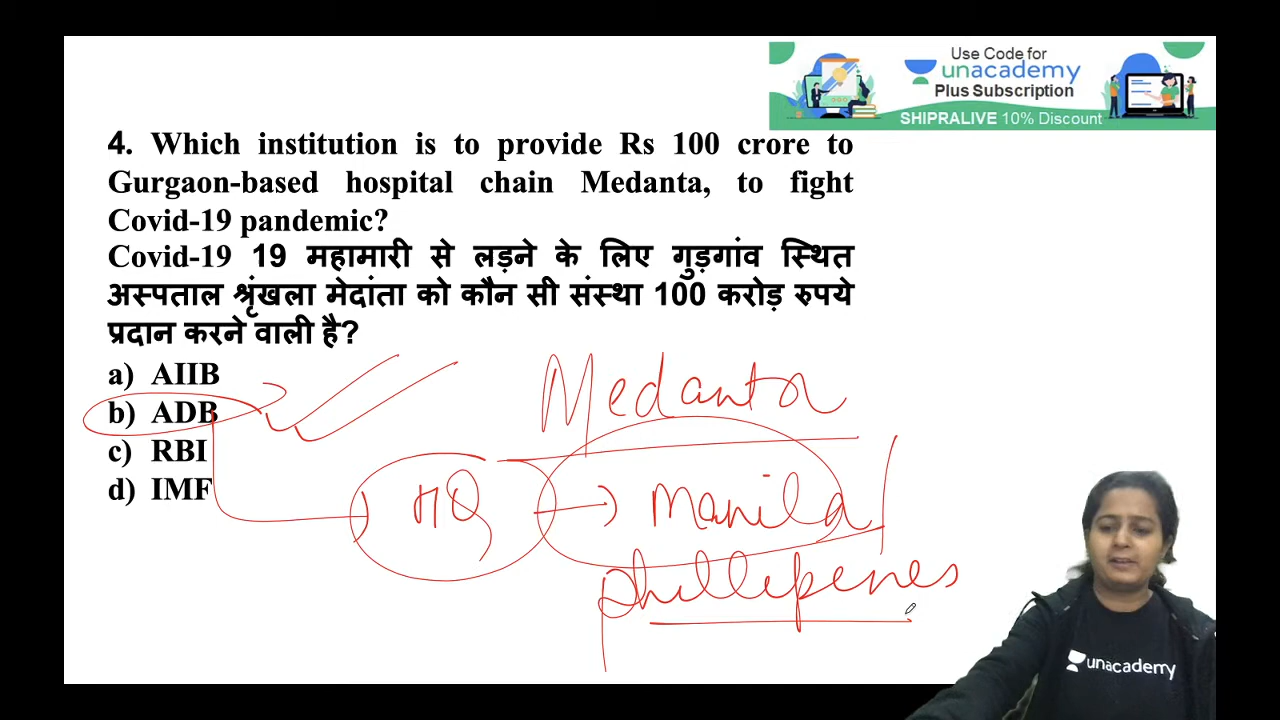 Use Code for
unacademy
Plus Subscription
SHIPRALIVE 10% Discount
4. Which institution is to provide Rs 100 crore to
Gurgaon-based hospital chain Medanta, to fight
Covid-19 pandemic?
Covid-19 19 महामारी से लड़ने के लिए गुड़गांव स्थित
अस्पताल श्रृंखला मेदांता को कौन सी संस्था 100 करोड़ रुपये
प्रदान करने वाली है?
a) AIIB
b) ADB
c) RBI
d) IMF
Medanta
HQ → Manila
phillipenes
unacademy